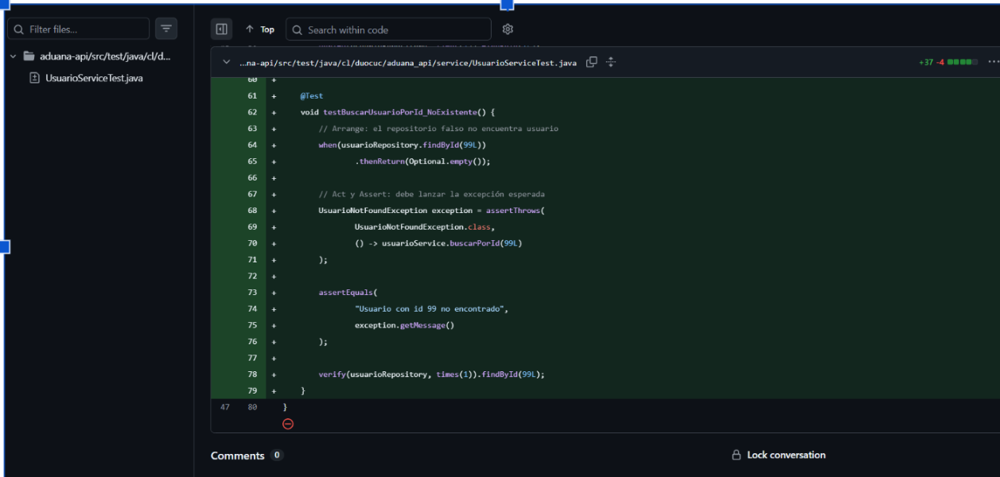 Filter files...
aduana-api/src/test/java/cl/d...
UsuarioServiceTest.java
Top
Search within code
...na-api/src/test/java/cl/duocuc/aduana_api/service/UsuarioServiceTest.java
+37 -4
60 +
61 + @Test
62 + void testBuscarUsuarioPorId_NoExistente() {
63 + // Arrange: el repositorio falso no encuentra usuario
64 + when(usuarioRepository.findById(99L))
65 + .thenReturn(Optional.empty());
66 +
67 + // Act y Assert: debe lanzar la excepción esperada
68 + UsuarioNotFoundException exception = assertThrows(
69 + UsuarioNotFoundException.class,
70 + () -> usuarioService.buscarPorId(99L)
71 + );
72 +
73 + assertEquals(
74 + "Usuario con id 99 no encontrado",
75 + exception.getMessage()
76 + );
77 +
78 + verify(usuarioRepository, times(1)).findById(99L);
79 + }
47 80 }
Comments 0
Lock conversation